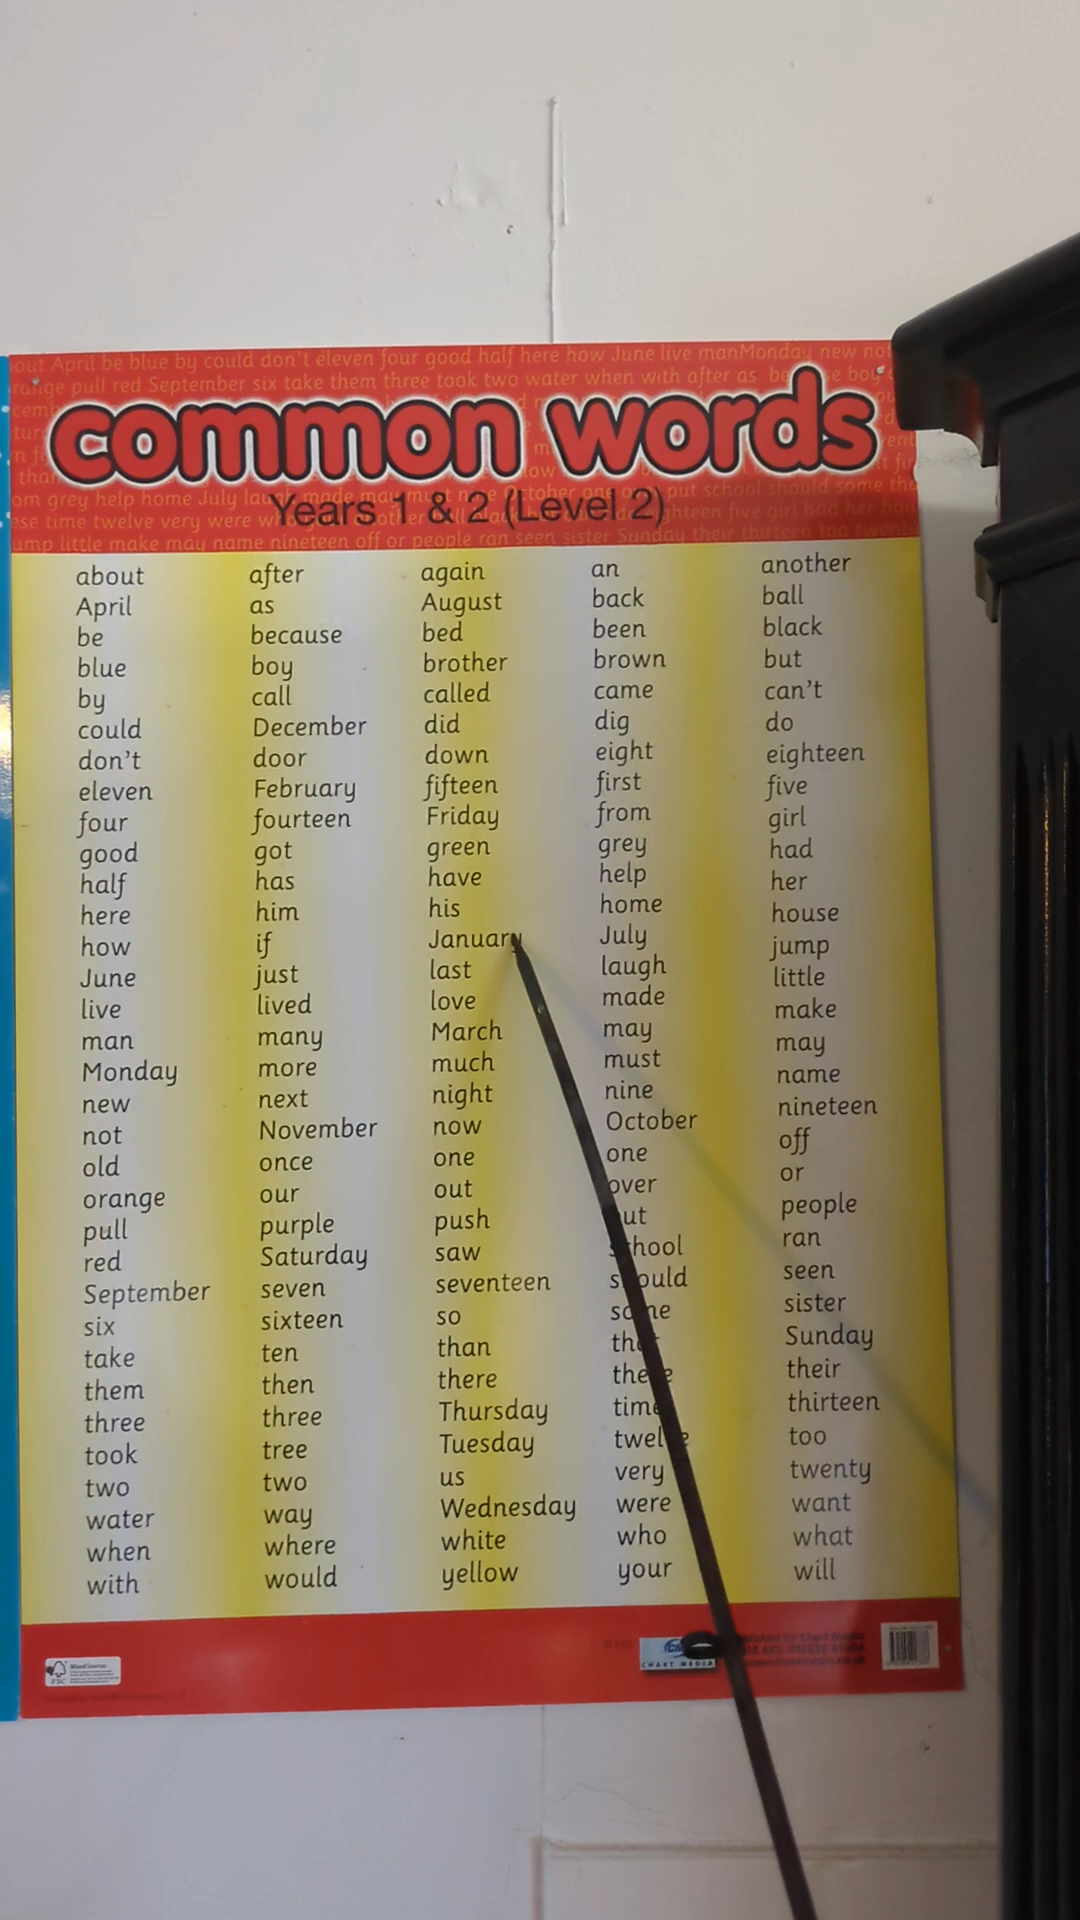 common words
Years 1 & 2 (Level 2)
about after again an another
April as August back ball
be because bed been black
blue boy brother brown but
by call called came can't
could December did dig do
don't door down eight eighteen
eleven February fifteen first five
four fourteen Friday from girl
good got green grey had
half has have help her
here him his home house
how if January July jump
June just last laugh little
live lived love made make
man many March may may
Monday more much must name
new next night nine nineteen
not November now October off
old once one one or
orange our out over people
pull purple push ran
red Saturday saw school seen
September seven seventeen should sister
six sixteen so some Sunday
take ten than their
them then there thirteen
three three Thursday time too
took tree Tuesday twelve twenty
two two us very want
water way Wednesday were what
when where white who will
with would yellow your
CHART MEDIA
FSC